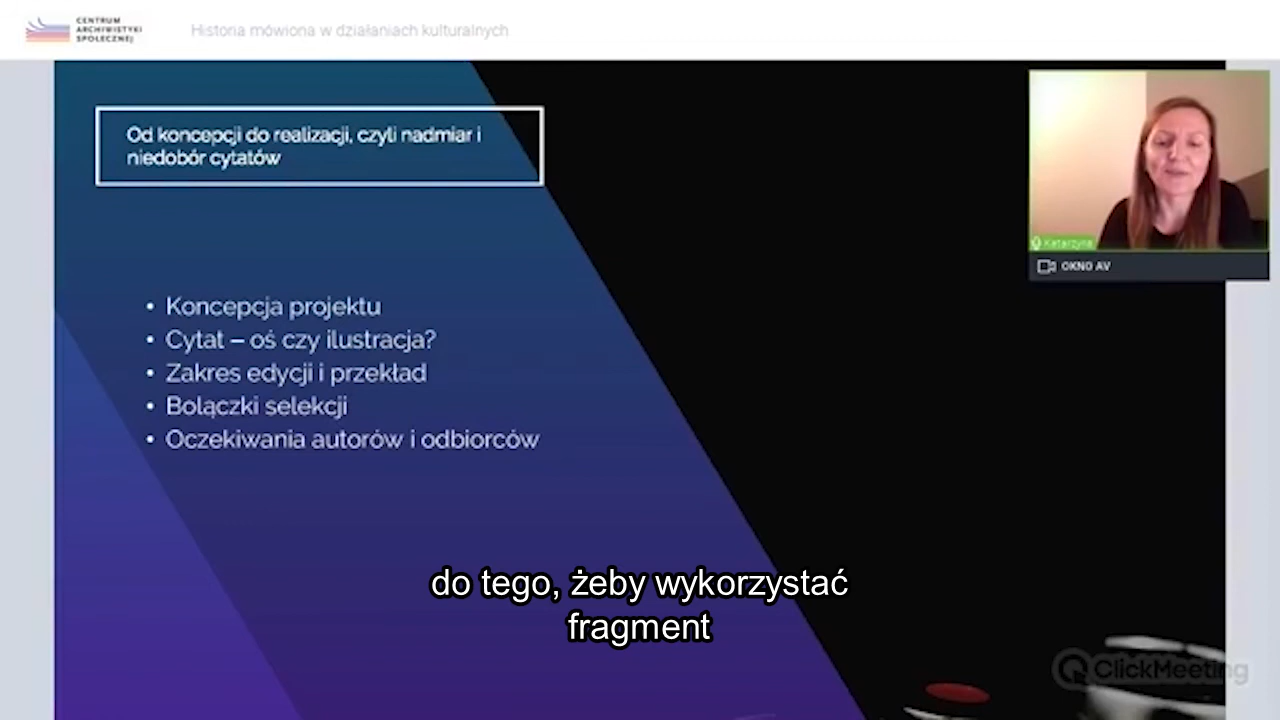 CENTRUM
ARCHIWISTYKI
SPOŁECZNEJ
Historia mówiona w działaniach kulturalnych
Od koncepcji do realizacji, czyli nadmiar i
niedobór cytatów
• Koncepcja projektu
• Cytat – oś czy ilustracja?
• Zakres edycji i przekład
• Bolączki selekcji
• Oczekiwania autorów i odbiorców
Katarzyna
OKNO AV
do tego, żeby wykorzystać
fragment
ClickMeeting